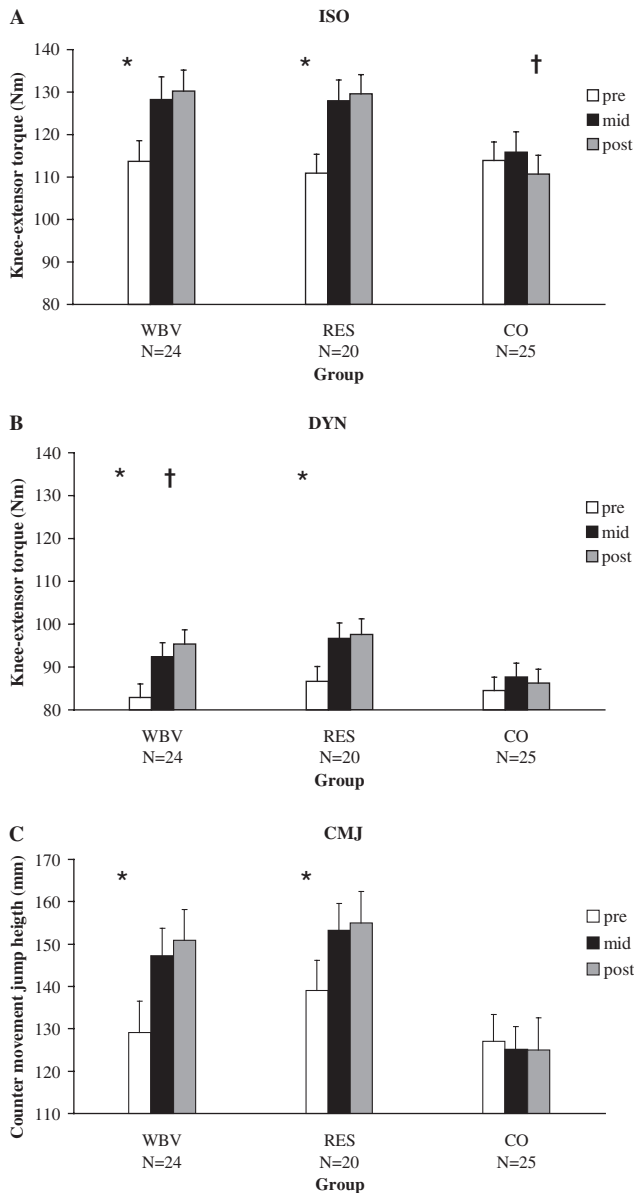 A
ISO
140
130
120
110
100
90
80
Knee-extensor torque (Nm)
*
*
†
pre
mid
post
WBV
RES
CO
N=24
N=20
N=25
Group
B
DYN
140
130
120
110
100
90
80
Knee-extensor torque (Nm)
*
†
*
pre
mid
post
WBV
RES
CO
N=24
N=20
N=25
Group
C
CMJ
170
160
150
140
130
120
110
Counter movement jump heigth (mm)
*
*
pre
mid
post
WBV
RES
CO
N=24
N=20
N=25
Group